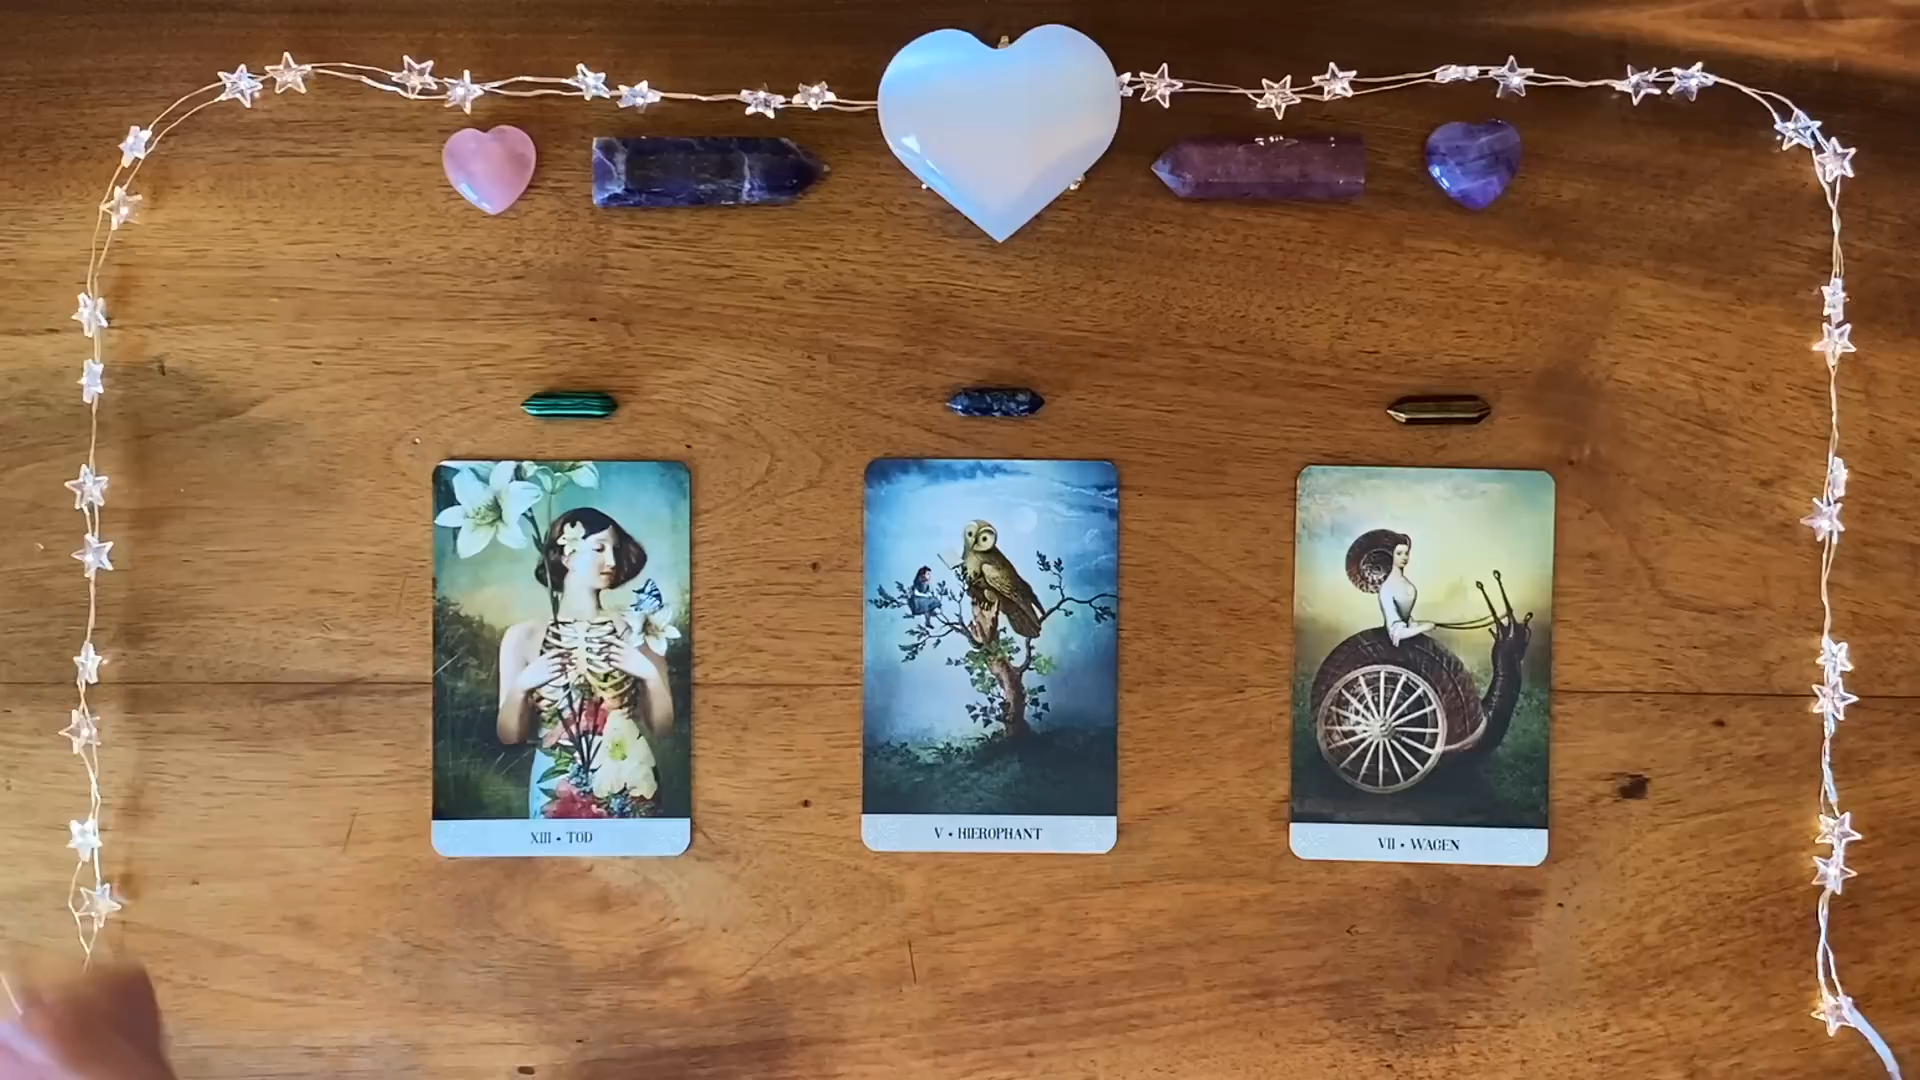 XIII • TOD
V • HIEROPHANT
VII • WAGEN